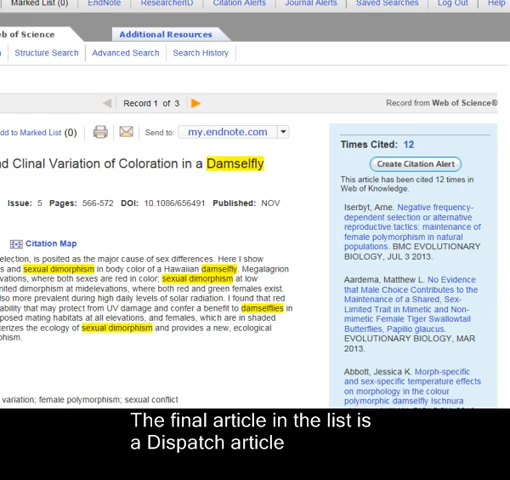 Marked List (0) EndNote ResearcherID Citation Alerts Journal Alerts Saved Searches Log Out Help
eb of Science Additional Resources
Structure Search Advanced Search Search History
Record 1 of 3 Record from Web of Science®
dd to Marked List (0) Send to: my.endnote.com
d Clinal Variation of Coloration in a Damselfly
Issue: 5 Pages: 566-572 DOI: 10.1086/656491 Published: NOV
Citation Map
election, is posited as the major cause of sex differences. Here I show
s and sexual dimorphism in body color of a Hawaiian damselfly, Megalagrion
vations, where both sexes are red in color; sexual dimorphism at low
mited dimorphism at midelevations, where both red and green females exist.
lso more prevalent during high daily levels of solar radiation. I found that red
ability that may protect from UV damage and confer a benefit to damselflies in
posed mating habitats at all elevations, and females, which are in shaded
terizes the ecology of sexual dimorphism and provides a new, ecological
phism.
variation; female polymorphism; sexual conflict
Times Cited: 12
Create Citation Alert
This article has been cited 12 times in
Web of Knowledge.
Iserbyt, Arne. Negative frequency-
dependent selection or alternative
reproductive tactics: maintenance of
female polymorphism in natural
populations. BMC EVOLUTIONARY
BIOLOGY, JUL 3 2013.
Aardema, Matthew L. No Evidence
that Male Choice Contributes to the
Maintenance of a Shared, Sex-
Limited Trait in Mimetic and Non-
mimetic Female Tiger Swallowtail
Butterflies, Papilio glaucus.
EVOLUTIONARY BIOLOGY, MAR
2013.
Abbott, Jessica K. Morph-specific
and sex-specific temperature effects
on morphology in the colour
polymorphic damselfly Ischnura
The final article in the list is
a Dispatch article